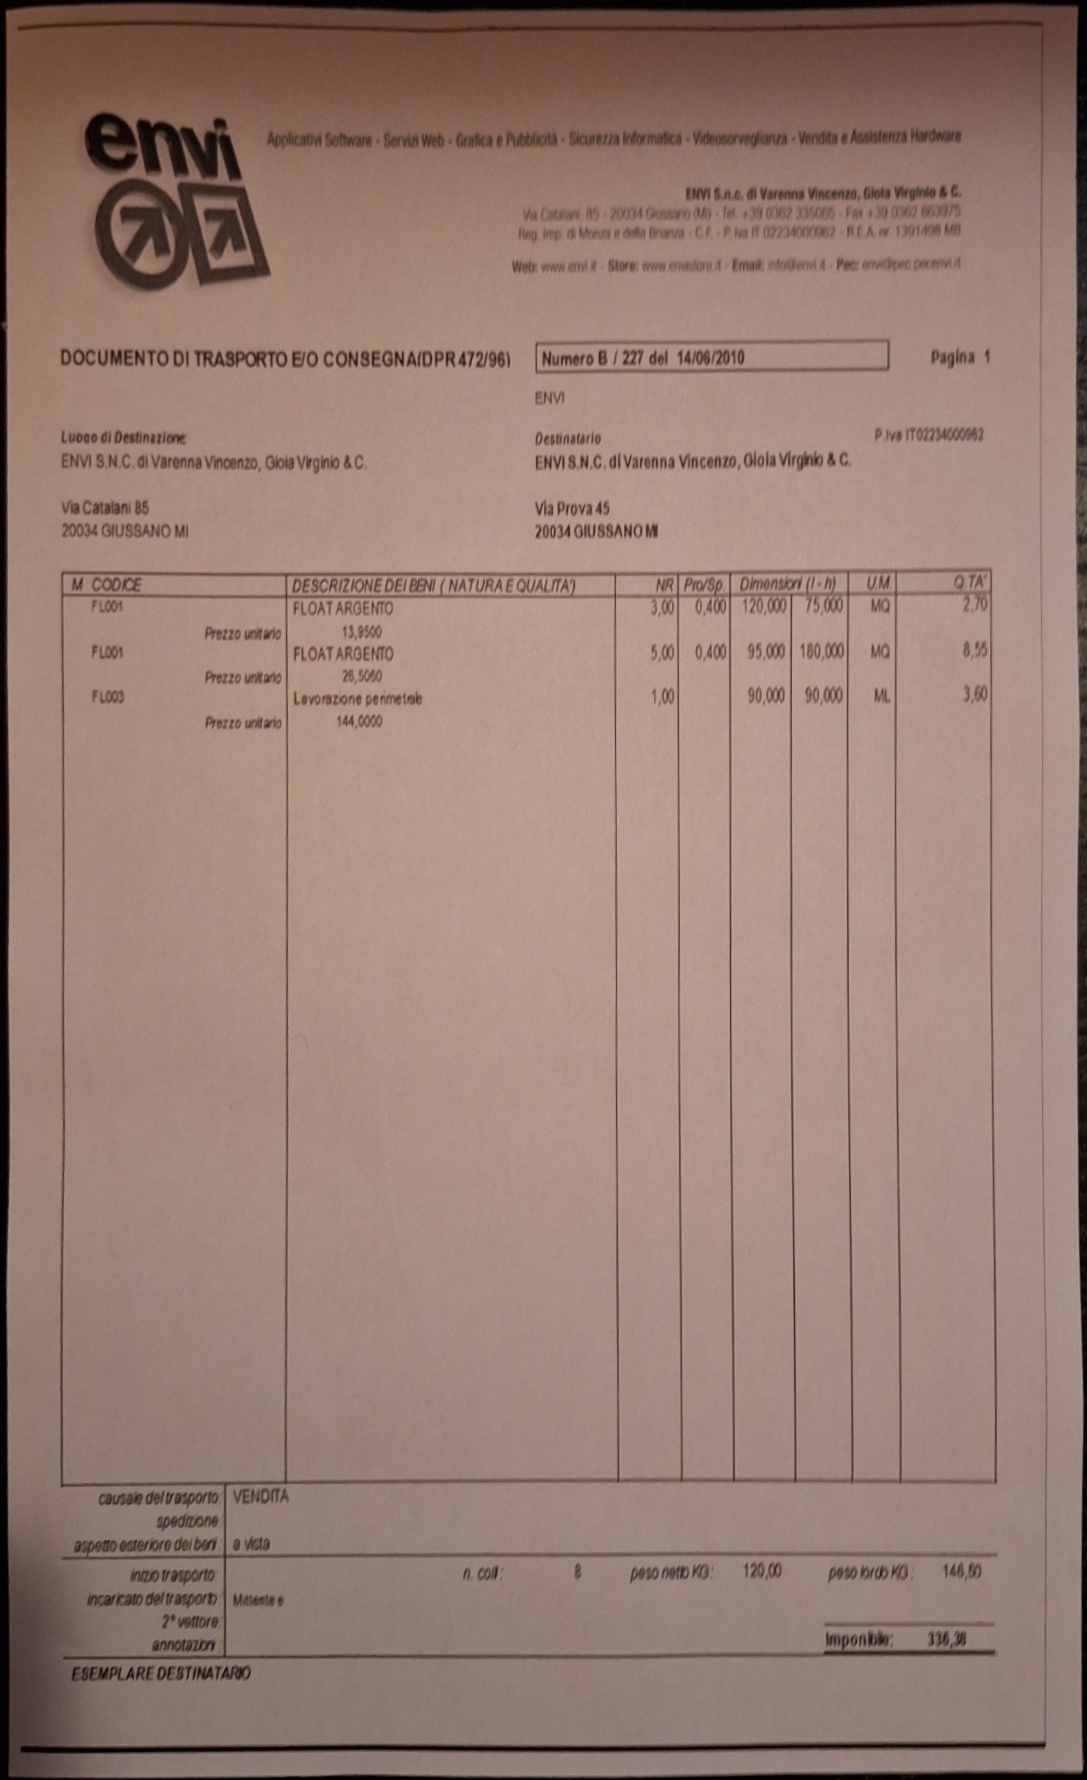 envi
Applicativi Software - Servizi Web - Grafica e Pubblicità - Sicurezza Informatica - Videosorveglianza - Vendita e Assistenza Hardware
ENVI S.n.c. di Varenna Vincenzo, Gioia Virginio & C.
Via Catalani, 85 - 20034 Giussano (MI) - Tel. +39 0362 335065 - Fax +39 0362 863975
Reg. Imp. di Monza e della Brianza - C.F. - P. Iva IT 02234000962 - R.E.A. nr. 1391498 MB
Web: www.envi.it - Store: www.envistore.it - Email: info@envi.it - Pec: envi@pec.pecenvi.it
DOCUMENTO DI TRASPORTO E/O CONSEGNA(DPR 472/96) Numero B / 227 del 14/06/2010 Pagina 1
ENVI
Luogo di Destinazione: Destinatario P.Iva IT02234000962
ENVI S.N.C. di Varenna Vincenzo, Gioia Virginio & C. ENVI S.N.C. di Varenna Vincenzo, Gioia Virginio & C.
Via Catalani 85 Via Prova 45
20034 GIUSSANO MI 20034 GIUSSANO MI
M CODICE DESCRIZIONE DEI BENI ( NATURA E QUALITA') NR Pro/Sp. Dimensioni (l - h) U.M. Q.TA'
FL001 FLOAT ARGENTO 3,00 0,400 120,000 75,000 MQ 2,70
Prezzo unitario 13,9500
FL001 FLOAT ARGENTO 5,00 0,400 95,000 180,000 MQ 8,55
Prezzo unitario 26,5060
FL003 Lavorazione perimetrale 1,00 90,000 90,000 ML 3,60
Prezzo unitario 144,0000
causale del trasporto: VENDITA
spedizione:
aspetto esteriore dei beni : a vista
inizio trasporto: n. colli : 8 peso netto KG : 120,00 peso lordo KG : 146,50
incaricato del trasporto: Mittente e
2° vettore:
annotazioni : Imponibile: 336,38
ESEMPLARE DESTINATARIO